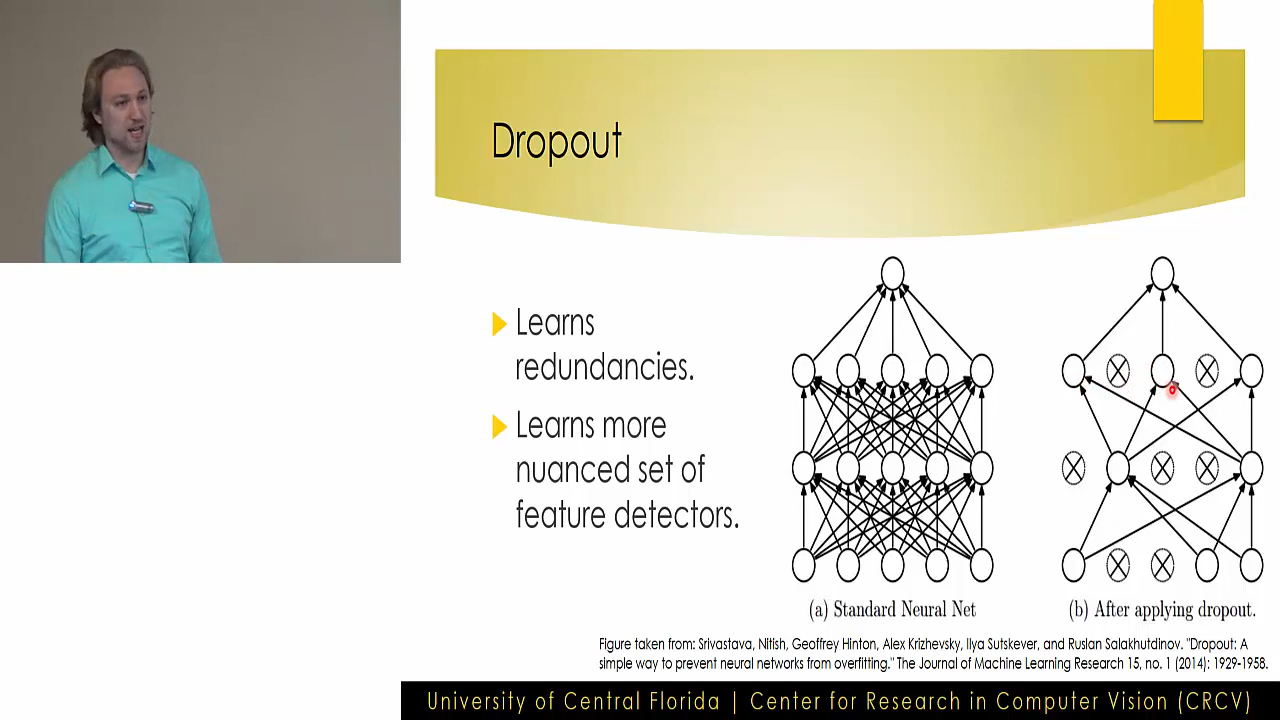 Dropout
Learns
redundancies.
Learns more
nuanced set of
feature detectors.
(a) Standard Neural Net
(b) After applying dropout.
Figure taken from: Srivastava, Nitish, Geoffrey Hinton, Alex Krizhevsky, Ilya Sutskever, and Ruslan Salakhutdinov. "Dropout: A
simple way to prevent neural networks from overfitting." The Journal of Machine Learning Research 15, no. 1 (2014): 1929-1958.
University of Central Florida | Center for Research in Computer Vision (CRCV)